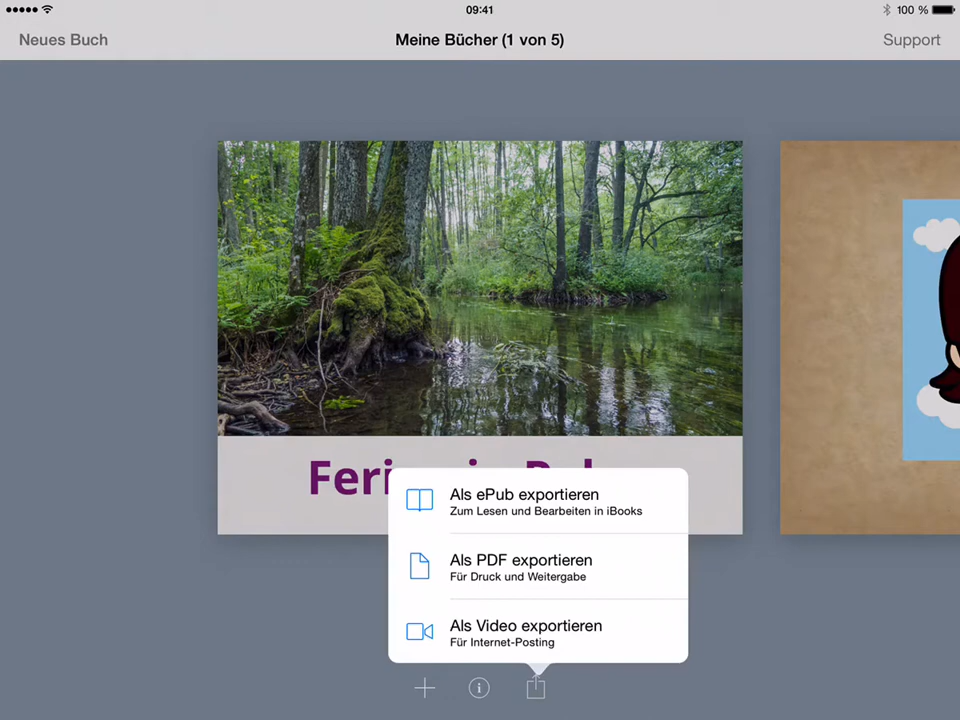 09:41
100 %
Neues Buch
Meine Bücher (1 von 5)
Support
Als ePub exportieren
Zum Lesen und Bearbeiten in iBooks
Als PDF exportieren
Für Druck und Weitergabe
Als Video exportieren
Für Internet-Posting